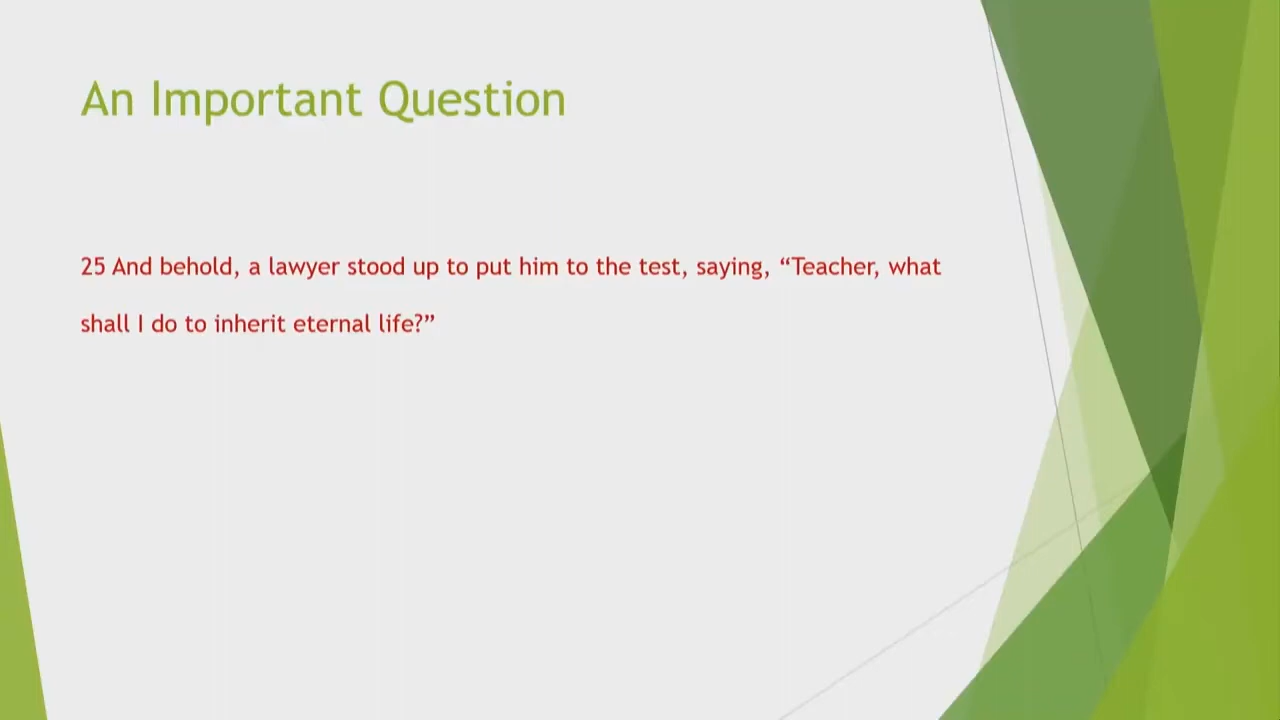 An Important Question
25 And behold, a lawyer stood up to put him to the test, saying, “Teacher, what
shall I do to inherit eternal life?”